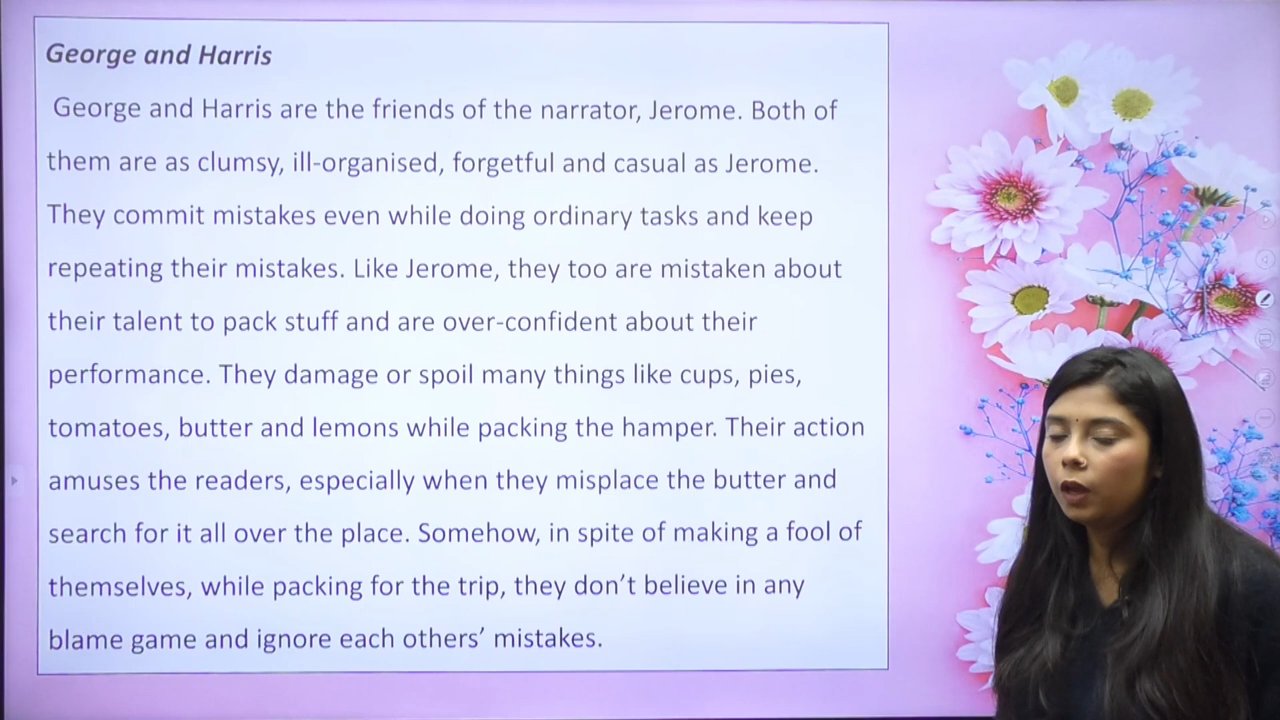 George and Harris
George and Harris are the friends of the narrator, Jerome. Both of
them are as clumsy, ill-organised, forgetful and casual as Jerome.
They commit mistakes even while doing ordinary tasks and keep
repeating their mistakes. Like Jerome, they too are mistaken about
their talent to pack stuff and are over-confident about their
performance. They damage or spoil many things like cups, pies,
tomatoes, butter and lemons while packing the hamper. Their action
amuses the readers, especially when they misplace the butter and
search for it all over the place. Somehow, in spite of making a fool of
themselves, while packing for the trip, they don’t believe in any
blame game and ignore each others’ mistakes.